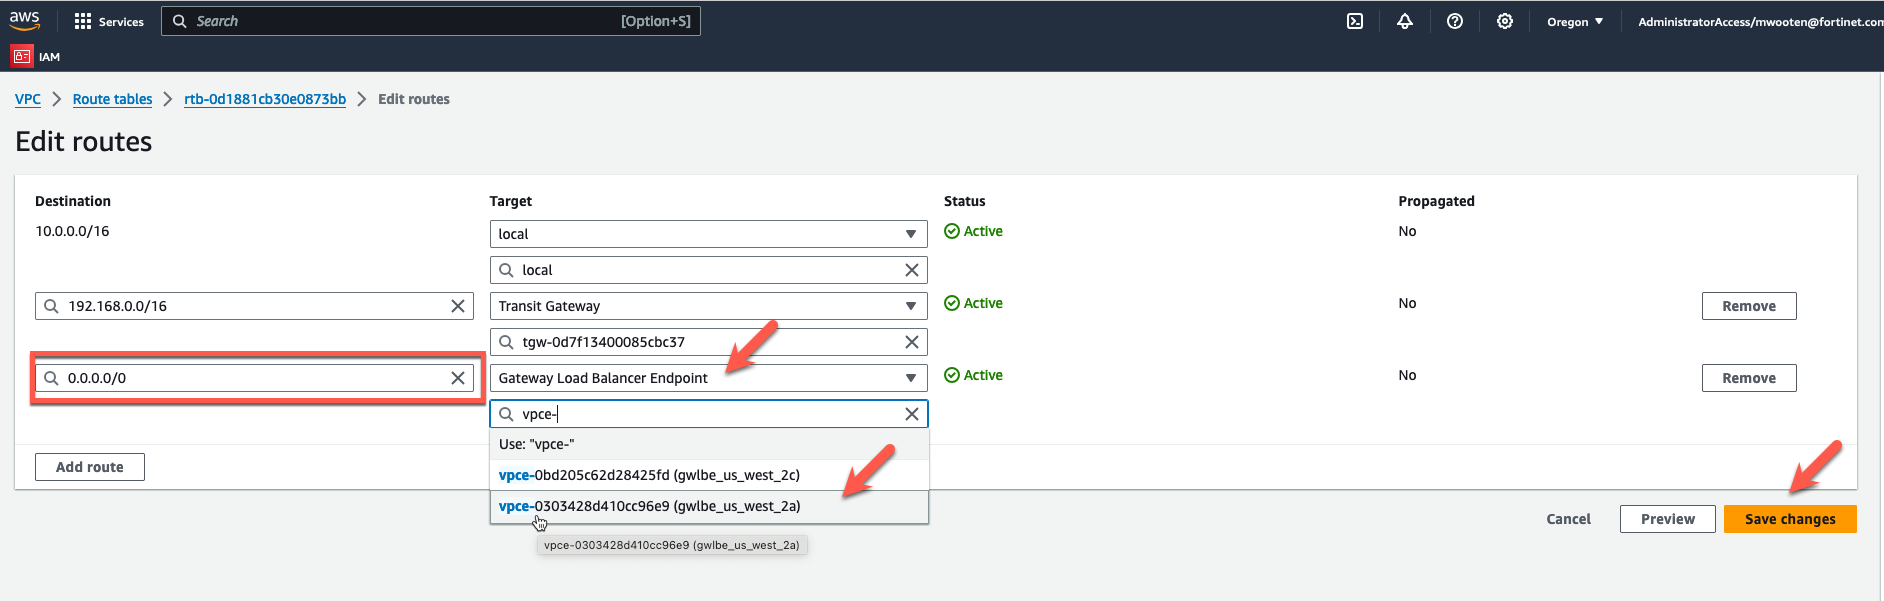 aws
Services
Search
[Option+S]
Oregon
AdministratorAccess/mwooten@fortinet.com
IAM
VPC
Route tables
rtb-0d1881cb30e0873bb
Edit routes
Edit routes
Destination
Target
Status
Propagated
10.0.0.0/16
local
Active
No
local
192.168.0.0/16
Transit Gateway
Active
No
Remove
tgw-0d7f13400085cbc37
0.0.0.0/0
Gateway Load Balancer Endpoint
Active
No
Remove
vpce-
Use: "vpce-"
Add route
vpce-0bd205c62d28425fd (gwlbe_us_west_2c)
vpce-0303428d410cc96e9 (gwlbe_us_west_2a)
vpce-0303428d410cc96e9 (gwlbe_us_west_2a)
Cancel
Preview
Save changes